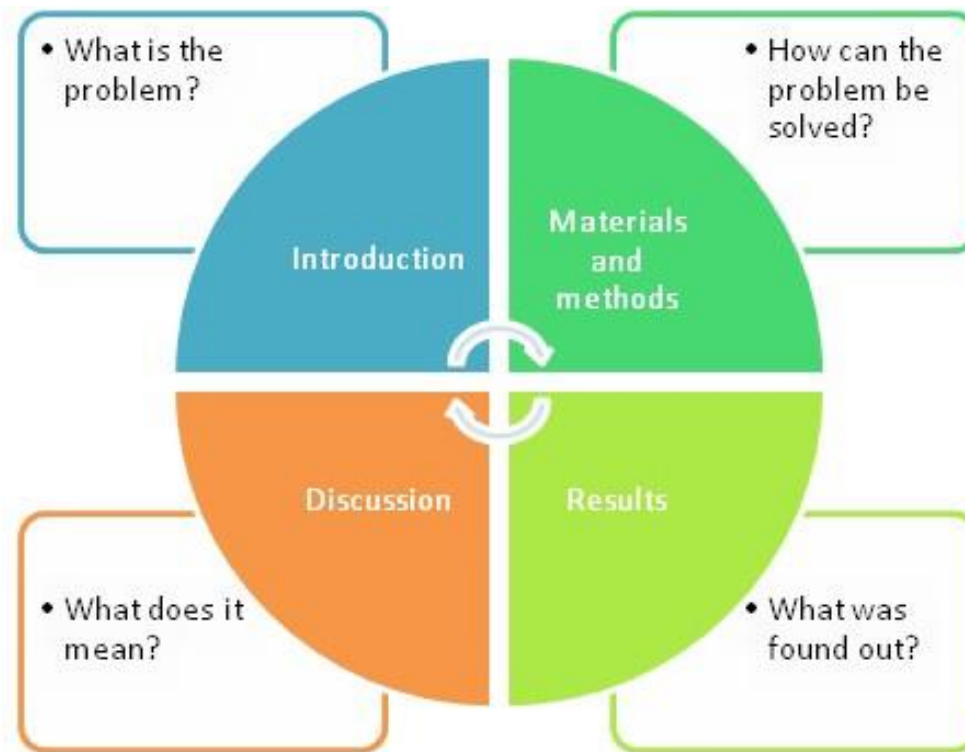 • What is the
problem?
• How can the
problem be
solved?
Introduction
Materials
and
methods
Discussion
Results
• What does it
mean?
• What was
found out?